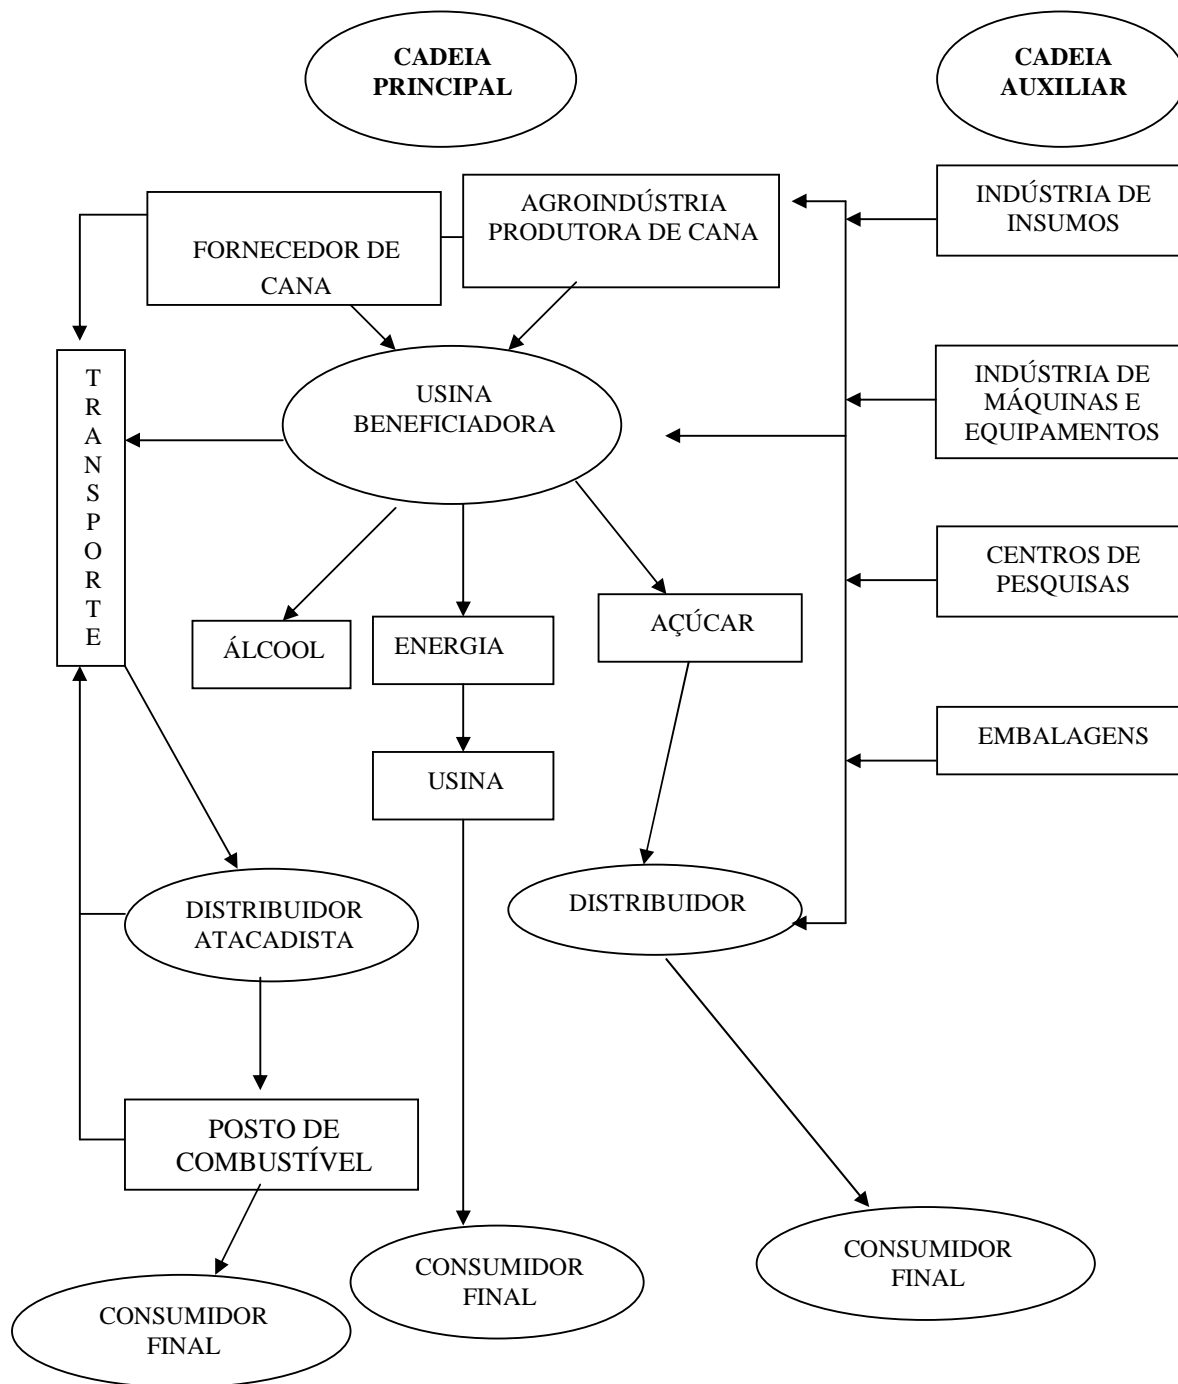 CADEIA
PRINCIPAL
CADEIA
AUXILIAR
AGROINDÚSTRIA
PRODUTORA DE CANA
INDÚSTRIA DE
INSUMOS
FORNECEDOR DE
CANA
T
R
A
N
S
P
O
R
T
E
USINA
BENEFICIADORA
INDÚSTRIA DE
MÁQUINAS E
EQUIPAMENTOS
CENTROS DE
PESQUISAS
ÁLCOOL
ENERGIA
AÇÚCAR
USINA
EMBALAGENS
DISTRIBUIDOR
ATACADISTA
DISTRIBUIDOR
POSTO DE
COMBUSTÍVEL
CONSUMIDOR
FINAL
CONSUMIDOR
FINAL
CONSUMIDOR
FINAL